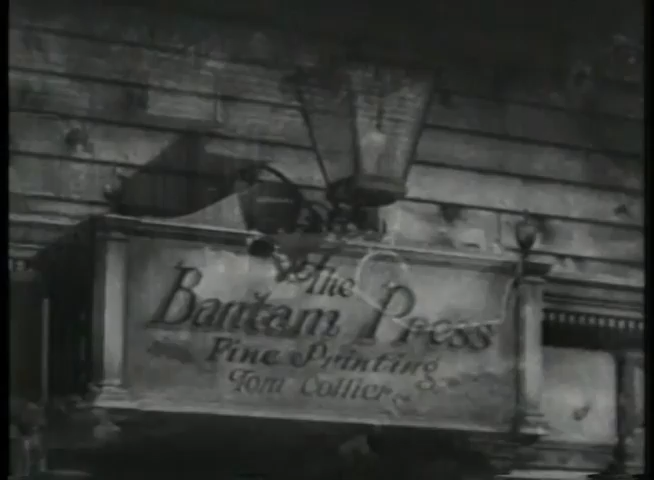 The
Bantam Press
Fine Printing
Tom Collier